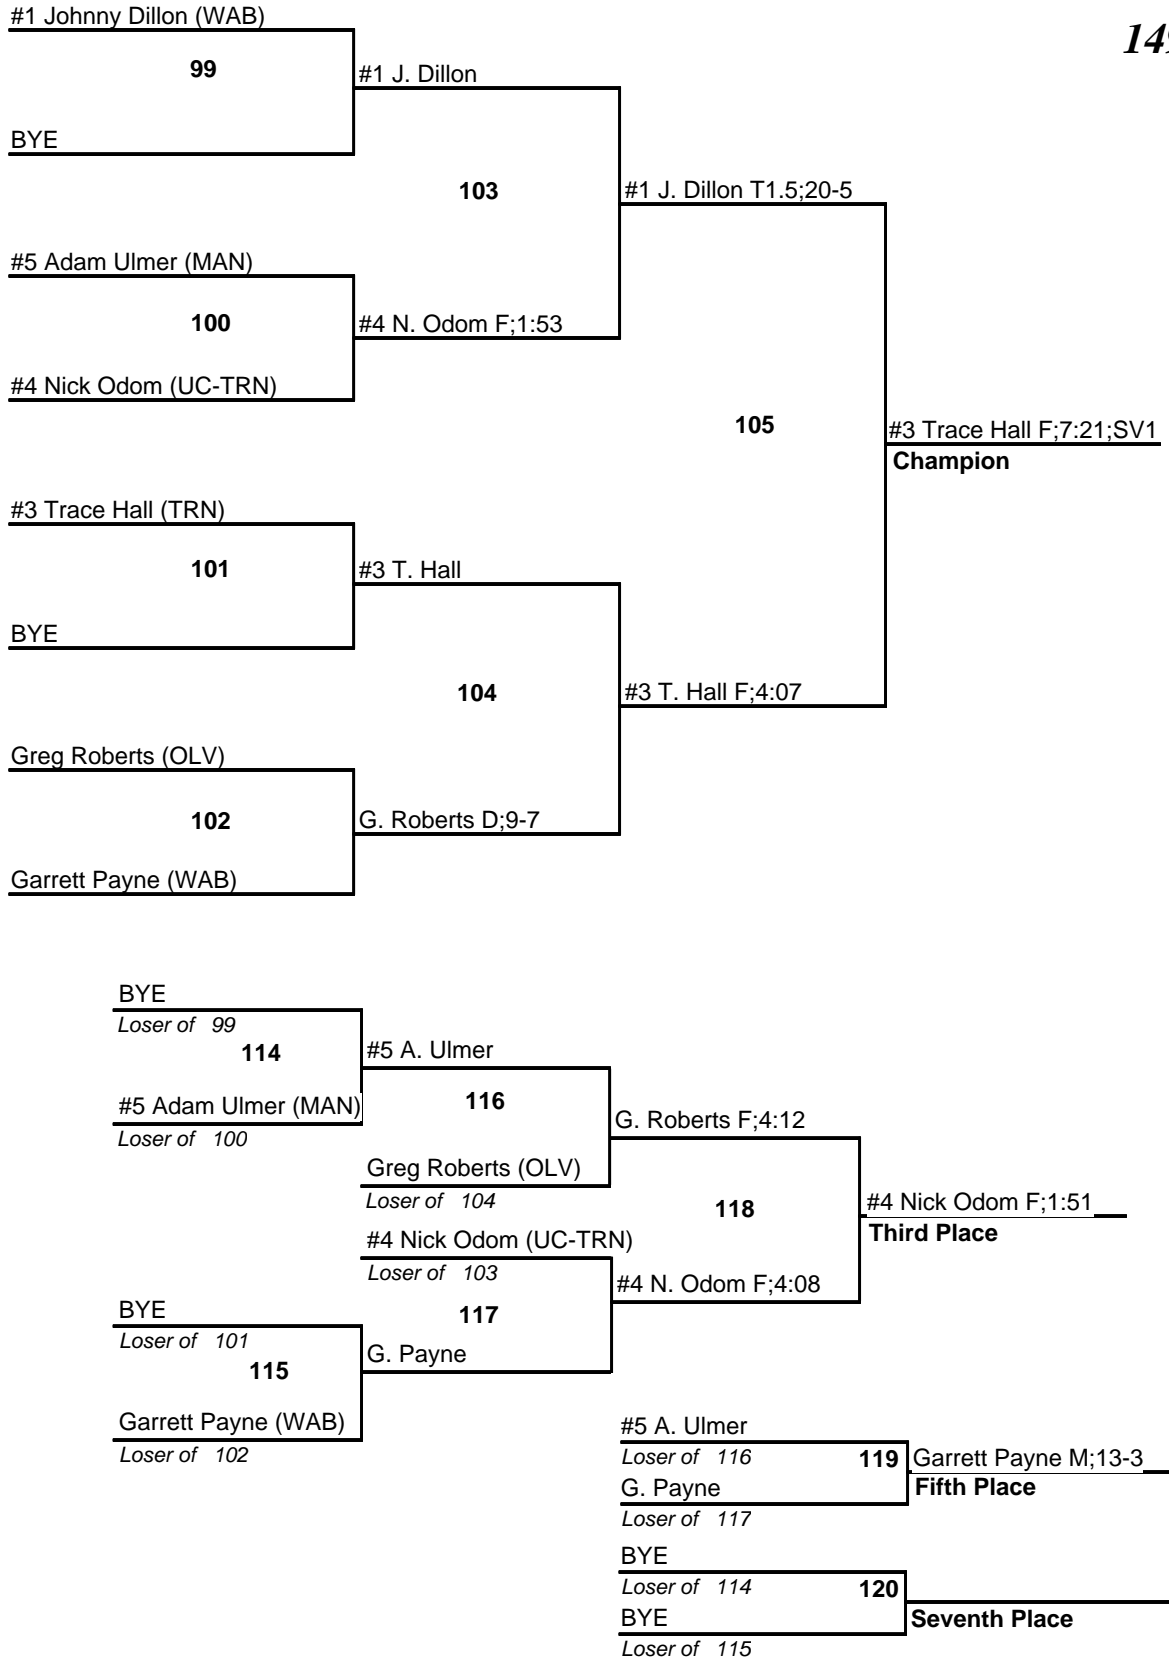 #1 Johnny Dillon (WAB)
149
99
#1 J. Dillon
BYE
103
#1 J. Dillon T1.5;20-5
#5 Adam Ulmer (MAN)
100
#4 N. Odom F;1:53
#4 Nick Odom (UC-TRN)
105
#3 Trace Hall F;7:21;SV1
Champion
#3 Trace Hall (TRN)
101
#3 T. Hall
BYE
104
#3 T. Hall F;4:07
Greg Roberts (OLV)
102
G. Roberts D;9-7
Garrett Payne (WAB)
BYE
Loser of 99
114
#5 A. Ulmer
#5 Adam Ulmer (MAN)
116
Loser of 100
G. Roberts F;4:12
Greg Roberts (OLV)
Loser of 104
118
#4 Nick Odom F;1:51
Third Place
#4 Nick Odom (UC-TRN)
Loser of 103
#4 N. Odom F;4:08
BYE
117
Loser of 101
G. Payne
115
Garrett Payne (WAB)
Loser of 102
#5 A. Ulmer
Loser of 116
119
Garrett Payne M;13-3
G. Payne
Fifth Place
Loser of 117
BYE
Loser of 114
120
BYE
Seventh Place
Loser of 115